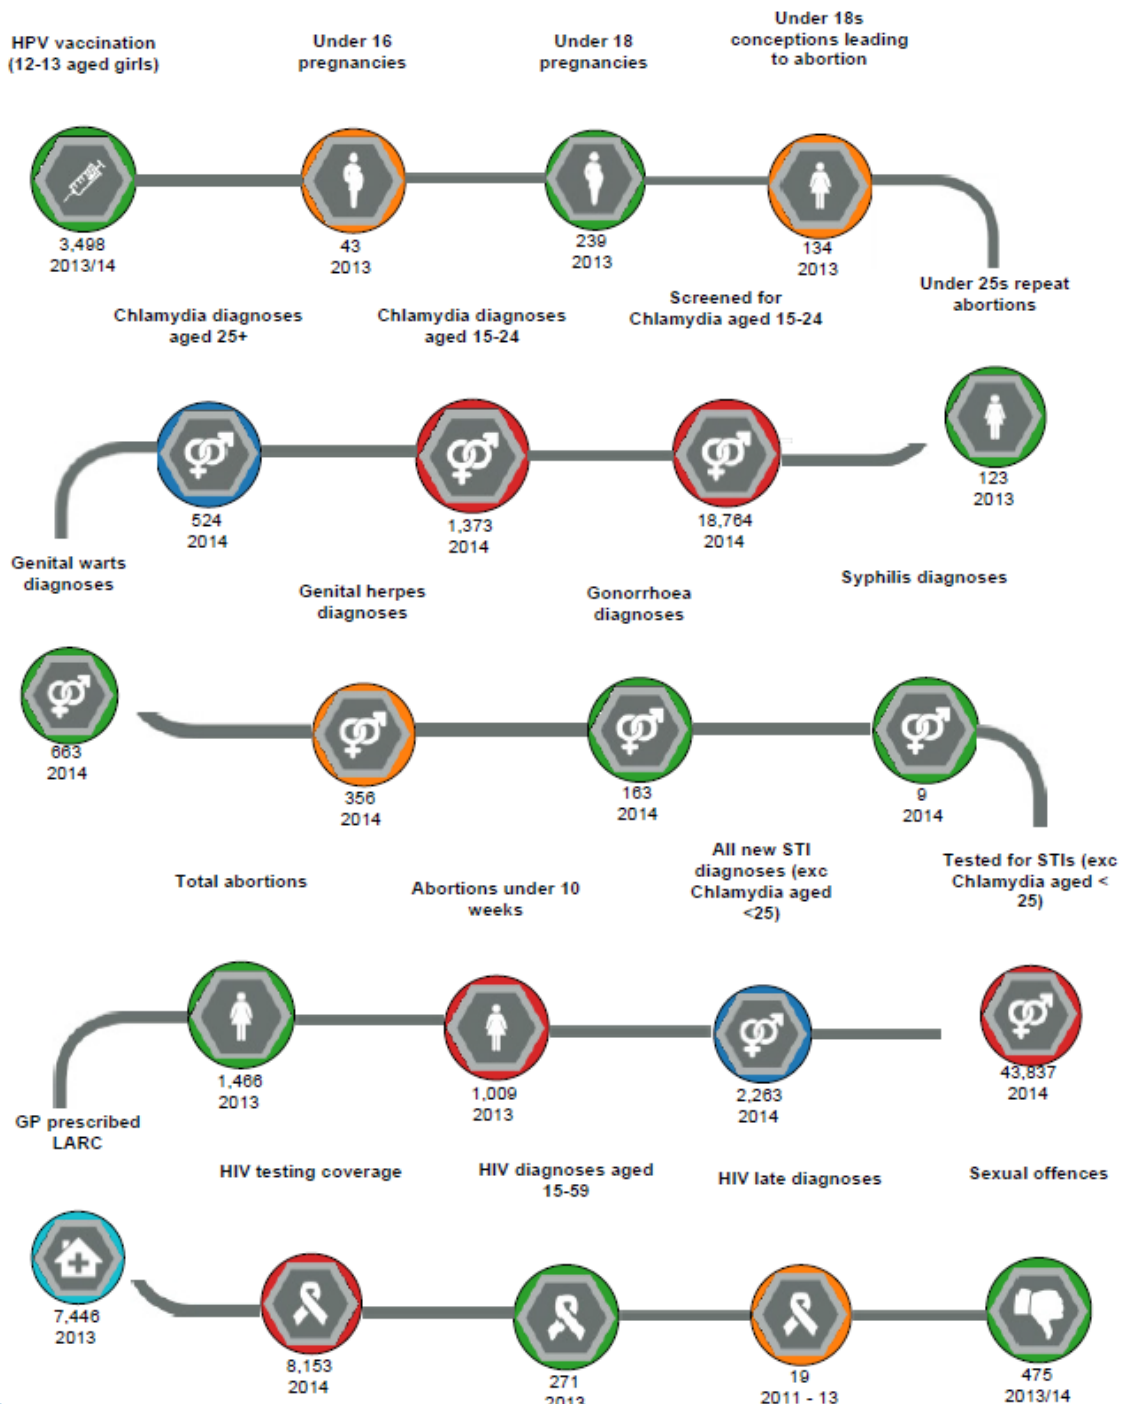 HPV vaccination
(12-13 aged girls)
3,498
2013/14
Under 16
pregnancies
43
2013
Under 18
pregnancies
239
2013
Under 18s
conceptions leading
to abortion
134
2013
Under 25s repeat
abortions
123
2013
Screened for
Chlamydia aged 15-24
18,764
2014
Chlamydia diagnoses
aged 15-24
1,373
2014
Chlamydia diagnoses
aged 25+
524
2014
Genital warts
diagnoses
663
2014
Genital herpes
diagnoses
356
2014
Gonorrhoea
diagnoses
163
2014
Syphilis diagnoses
9
2014
Tested for STIs (exc
Chlamydia aged <
25)
43,837
2014
All new STI
diagnoses (exc
Chlamydia aged
<25)
2,263
2014
Abortions under 10
weeks
1,009
2013
Total abortions
1,466
2013
GP prescribed
LARC
7,446
2013
HIV testing coverage
8,153
2014
HIV diagnoses aged
15-59
271
2013
HIV late diagnoses
19
2011 - 13
Sexual offences
475
2013/14